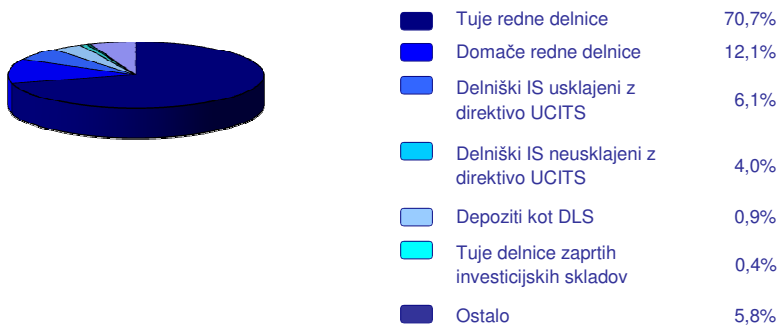 Tuje redne delnice 70,7%
Domače redne delnice 12,1%
Delniški IS usklajeni z
direktivo UCITS 6,1%
Delniški IS neusklajeni z
direktivo UCITS 4,0%
Depoziti kot DLS 0,9%
Tuje delnice zaprtih
investicijskih skladov 0,4%
Ostalo 5,8%